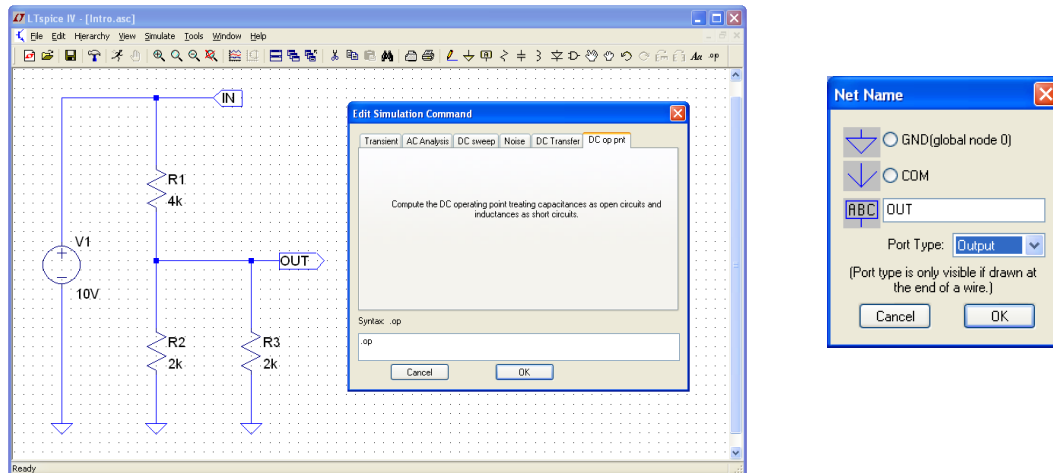 LTspice IV - [Intro.asc]
File Edit Hierarchy View Simulate Tools Window Help
Aa .op
IN
R1
4k
V1
10V
OUT
R2
2k
R3
2k
Edit Simulation Command
Transient AC Analysis DC sweep Noise DC Transfer DC op pnt
Compute the DC operating point treating capacitances as open circuits and
inductances as short circuits.
Syntax: .op
.op
Cancel OK
Ready
Net Name
GND(global node 0)
COM
ABC OUT
Port Type: Output
(Port type is only visible if drawn at
the end of a wire.)
Cancel OK